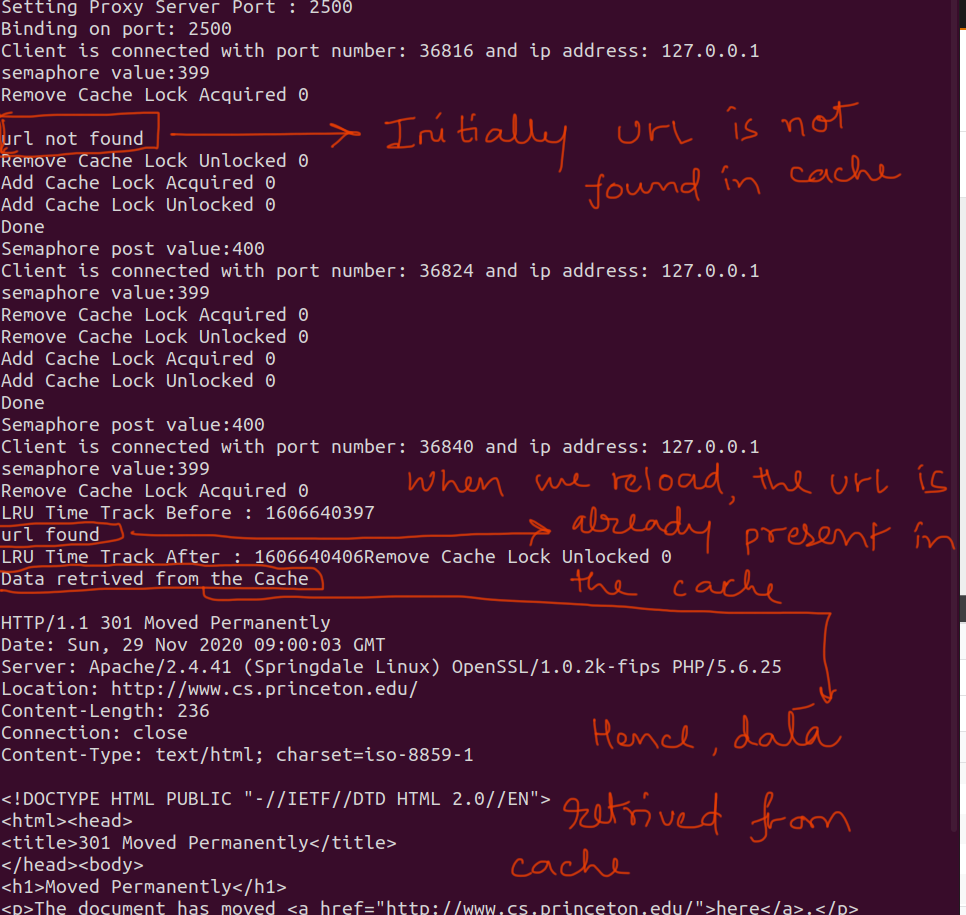 Setting Proxy Server Port : 2500
Binding on port: 2500
Client is connected with port number: 36816 and ip address: 127.0.0.1
semaphore value:399
Remove Cache Lock Acquired 0
url not found
Initially url is not
found in cache
Remove Cache Lock Unlocked 0
Add Cache Lock Acquired 0
Add Cache Lock Unlocked 0
Done
Semaphore post value:400
Client is connected with port number: 36824 and ip address: 127.0.0.1
semaphore value:399
Remove Cache Lock Acquired 0
Remove Cache Lock Unlocked 0
Add Cache Lock Acquired 0
Add Cache Lock Unlocked 0
Done
Semaphore post value:400
Client is connected with port number: 36840 and ip address: 127.0.0.1
semaphore value:399
Remove Cache Lock Acquired 0
LRU Time Track Before : 1606640397
url found
LRU Time Track After : 1606640406Remove Cache Lock Unlocked 0
Data retrived from the Cache
when we reload, the url is
already present in
the cache
HTTP/1.1 301 Moved Permanently
Date: Sun, 29 Nov 2020 09:00:03 GMT
Server: Apache/2.4.41 (Springdale Linux) OpenSSL/1.0.2k-fips PHP/5.6.25
Location: http://www.cs.princeton.edu/
Content-Length: 236
Connection: close
Content-Type: text/html; charset=iso-8859-1
Hence, data
retrived from
cache
<!DOCTYPE HTML PUBLIC "-//IETF//DTD HTML 2.0//EN">
<html><head>
<title>301 Moved Permanently</title>
</head><body>
<h1>Moved Permanently</h1>
<p>The document has moved <a href="http://www.cs.princeton.edu/">here</a>.</p>